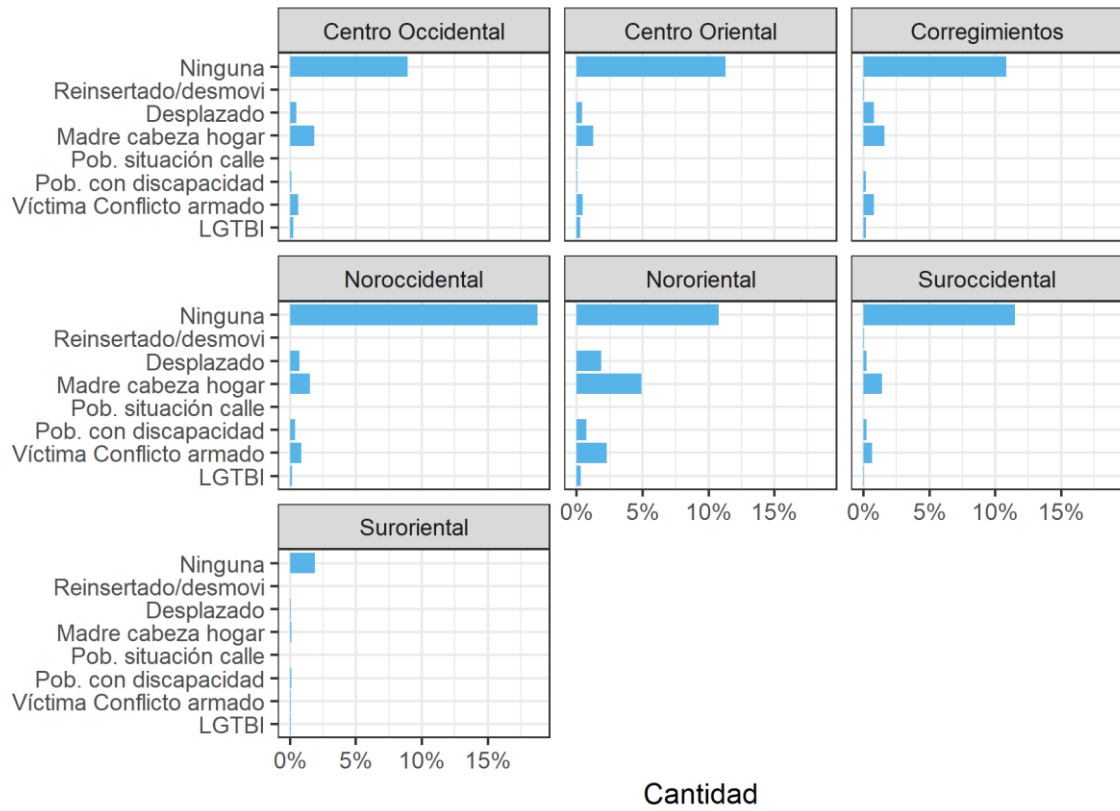 Centro Occidental
Centro Oriental
Corregimientos
Ninguna
Reinsertado/desmovi
Desplazado
Madre cabeza hogar
Pob. situación calle
Pob. con discapacidad
Víctima Conflicto armado
LGTBI
Noroccidental
Nororiental
Suroccidental
Ninguna
Reinsertado/desmovi
Desplazado
Madre cabeza hogar
Pob. situación calle
Pob. con discapacidad
Víctima Conflicto armado
LGTBI
0% 5% 10% 15%
0% 5% 10% 15%
Suroriental
Ninguna
Reinsertado/desmovi
Desplazado
Madre cabeza hogar
Pob. situación calle
Pob. con discapacidad
Víctima Conflicto armado
LGTBI
0% 5% 10% 15%
Cantidad